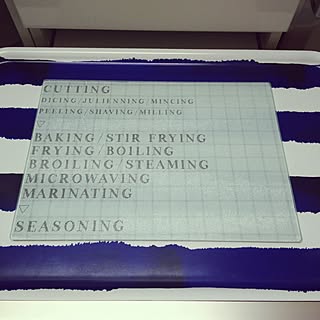 CUTTING
DICING/JULIENNING MINCING
PEELING/SHAVING/MILLING
▽
BAKING/STIR FRYING
FRYING/BOILING
BROILING/STEAMING
MICROWAVING
MARINATING
▽
SEASONING